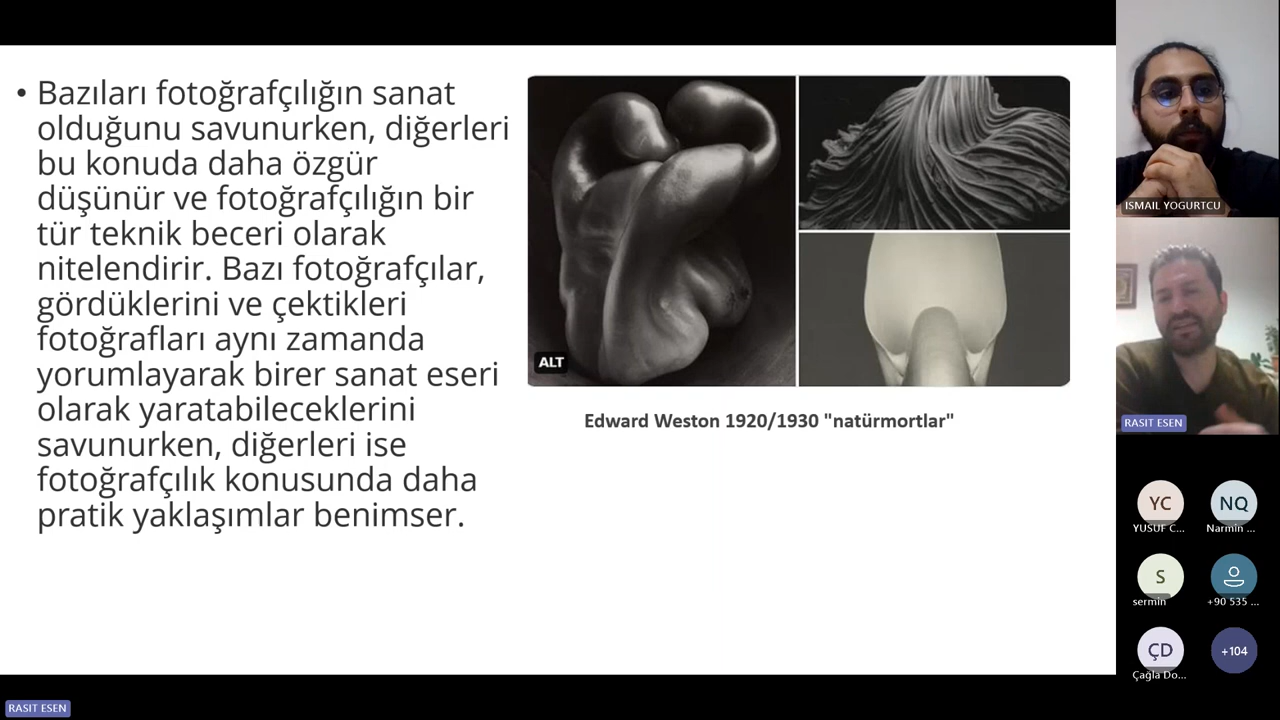 • Bazıları fotoğrafçılığın sanat
olduğunu savunurken, diğerleri
bu konuda daha özgür
düşünür ve fotoğrafçılığın bir
tür teknik beceri olarak
nitelendirir. Bazı fotoğrafçılar,
gördüklerini ve çektikleri
fotoğrafları aynı zamanda
yorumlayarak birer sanat eseri
olarak yaratabileceklerini
savunurken, diğerleri ise
fotoğrafçılık konusunda daha
pratik yaklaşımlar benimser.
ALT
Edward Weston 1920/1930 "natürmortlar"
ISMAIL YOGURTCU
RASIT ESEN
YC
YUSUF C...
NQ
Narmin ...
S
sermin
+90 535 ...
ÇD
Çağla Do...
+104
RASIT ESEN